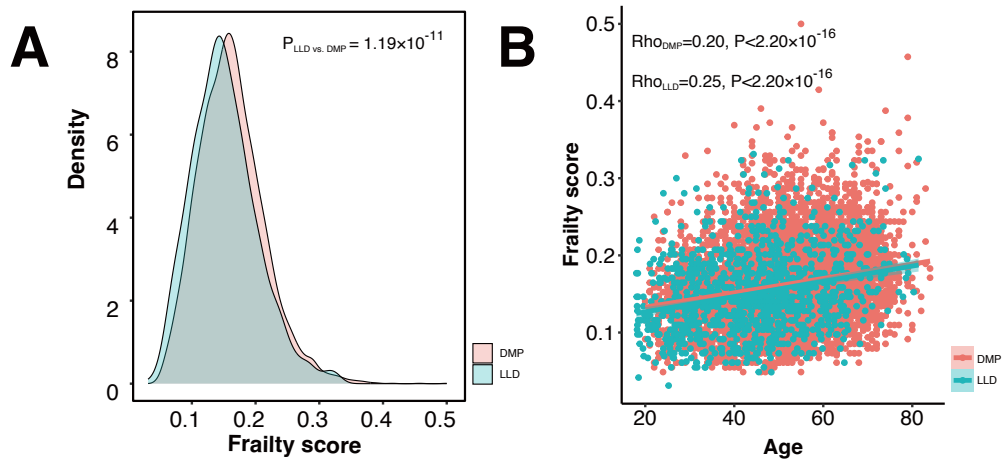 A
P LLD vs. DMP = 1.19×10-11
Density
8
6
4
2
0
0.1 0.2 0.3 0.4 0.5
Frailty score
DMP
LLD
B
RhoDMP=0.20, P<2.20×10-16
RhoLLD=0.25, P<2.20×10-16
Frailty score
0.5
0.4
0.3
0.2
0.1
20 40 60 80
Age
DMP
LLD